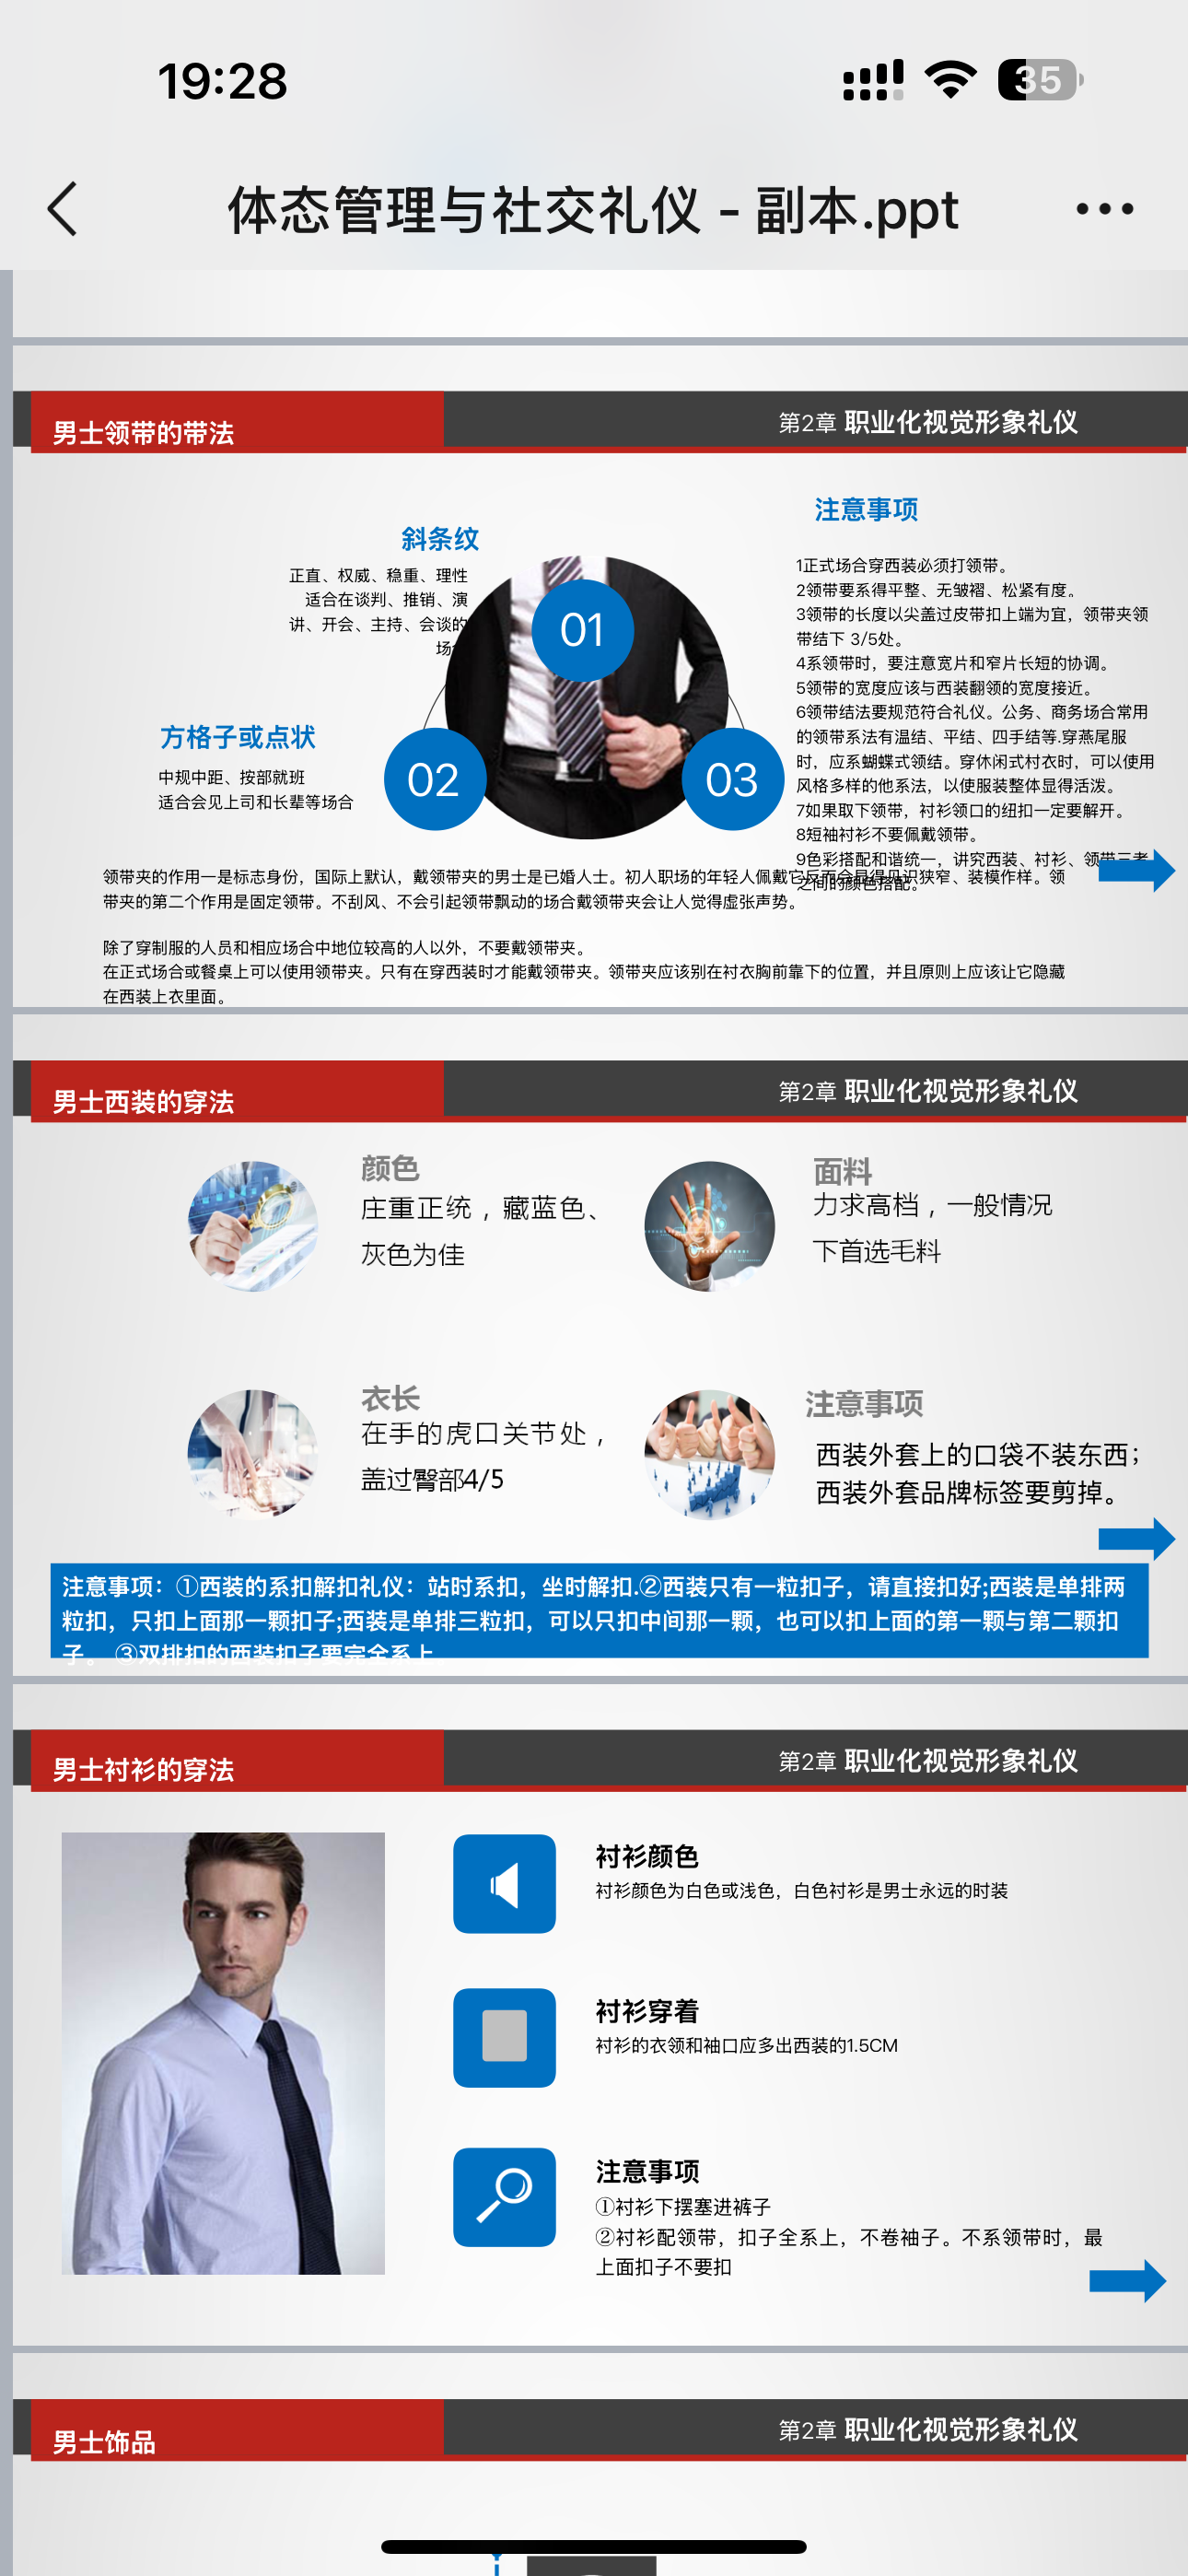 19:28
35
体态管理与社交礼仪 - 副本.ppt
男士领带的带法
第2章 职业化视觉形象礼仪
斜条纹
正直、权威、稳重、理性
适合在谈判、推销、演
讲、开会、主持、会谈的
场
01
方格子或点状
中规中距、按部就班
适合会见上司和长辈等场合
02
03
注意事项
1正式场合穿西装必须打领带。
2领带要系得平整、无皱褶、松紧有度。
3领带的长度以尖盖过皮带扣上端为宜，领带夹领
带结下 3/5处。
4系领带时，要注意宽片和窄片长短的协调。
5领带的宽度应该与西装翻领的宽度接近。
6领带结法要规范符合礼仪。公务、商务场合常用
的领带系法有温结、平结、四手结等.穿燕尾服
时，应系蝴蝶式领结。穿休闲式村衣时，可以使用
风格多样的他系法，以使服装整体显得活泼。
7如果取下领带，衬衫领口的纽扣一定要解开。
8短袖衬衫不要佩戴领带。
9色彩搭配和谐统一，讲究西装、衬衫、领带三者
之间的颜色搭配。
领带夹的作用一是标志身份，国际上默认，戴领带夹的男士是已婚人士。初人职场的年轻人佩戴它反而会显得见识狭窄、装模作样。领
带夹的第二个作用是固定领带。不刮风、不会引起领带飘动的场合戴领带夹会让人觉得虚张声势。
除了穿制服的人员和相应场合中地位较高的人以外，不要戴领带夹。
在正式场合或餐桌上可以使用领带夹。只有在穿西装时才能戴领带夹。领带夹应该别在衬衣胸前靠下的位置，并且原则上应该让它隐藏
在西装上衣里面。
男士西装的穿法
第2章 职业化视觉形象礼仪
颜色
庄重正统，藏蓝色、
灰色为佳
面料
力求高档，一般情况
下首选毛料
衣长
在手的虎口关节处，
盖过臀部4/5
注意事项
西装外套上的口袋不装东西；
西装外套品牌标签要剪掉。
注意事项：①西装的系扣解扣礼仪：站时系扣，坐时解扣.②西装只有一粒扣子，请直接扣好;西装是单排两
粒扣，只扣上面那一颗扣子;西装是单排三粒扣，可以只扣中间那一颗，也可以扣上面的第一颗与第二颗扣
子。 ③双排扣的西装扣子要完全系上
男士衬衫的穿法
第2章 职业化视觉形象礼仪
衬衫颜色
衬衫颜色为白色或浅色，白色衬衫是男士永远的时装
衬衫穿着
衬衫的衣领和袖口应多出西装的1.5CM
注意事项
①衬衫下摆塞进裤子
②衬衫配领带，扣子全系上，不卷袖子。不系领带时，最
上面扣子不要扣
男士饰品
第2章 职业化视觉形象礼仪